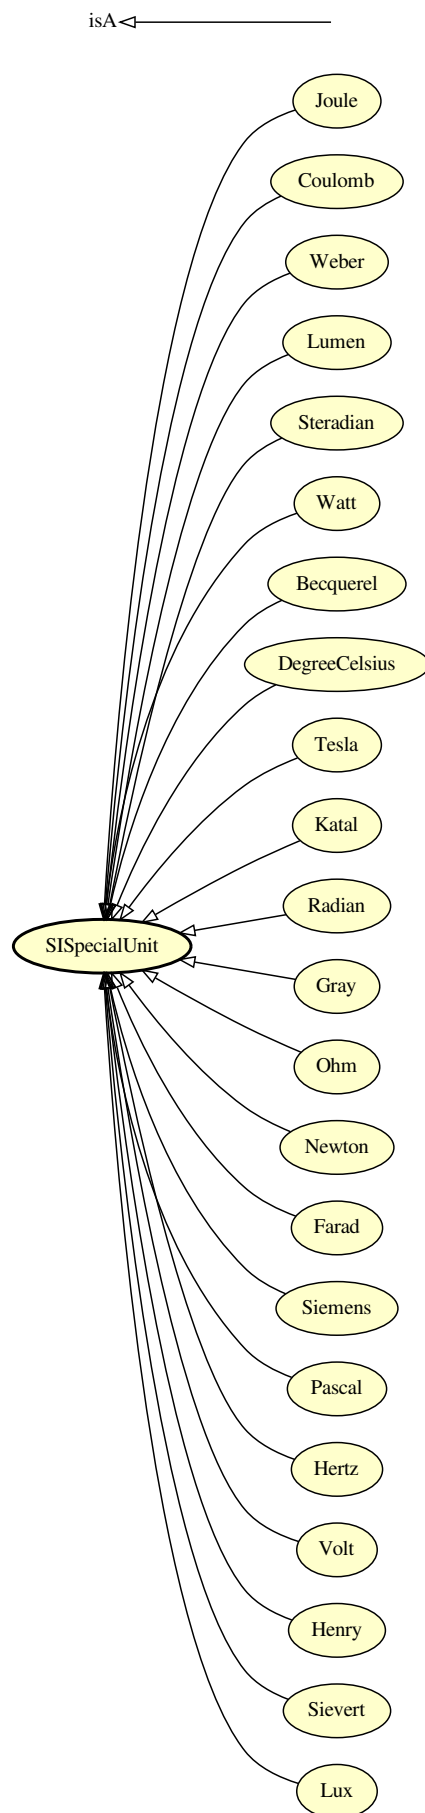 isA
Joule
Coulomb
Weber
Lumen
Steradian
Watt
Becquerel
DegreeCelsius
Tesla
Katal
Radian
SISpecialUnit
Gray
Ohm
Newton
Farad
Siemens
Pascal
Hertz
Volt
Henry
Sievert
Lux